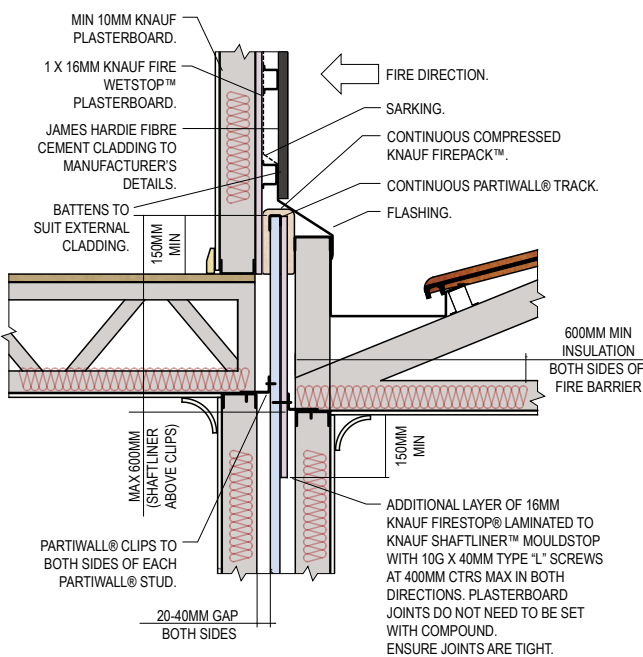 MIN 10MM KNAUF
PLASTERBOARD.
1 X 16MM KNAUF FIRE
WETSTOP™
PLASTERBOARD.
JAMES HARDIE FIBRE
CEMENT CLADDING TO
MANUFACTURER'S
DETAILS.
BATTENS TO
SUIT EXTERNAL
CLADDING.
150MM
MIN
FIRE DIRECTION.
SARKING.
CONTINUOUS COMPRESSED
KNAUF FIREPACK™.
CONTINUOUS PARTIWALL® TRACK.
FLASHING.
600MM MIN
INSULATION
BOTH SIDES OF
FIRE BARRIER
MAX 600MM
(SHAFTLINER
ABOVE CLIPS)
150MM
MIN
PARTIWALL® CLIPS TO
BOTH SIDES OF EACH
PARTIWALL® STUD.
20-40MM GAP
BOTH SIDES
ADDITIONAL LAYER OF 16MM
KNAUF FIRESTOP® LAMINATED TO
KNAUF SHAFTLINER™ MOULDSTOP
WITH 10G X 40MM TYPE “L” SCREWS
AT 400MM CTRS MAX IN BOTH
DIRECTIONS. PLASTERBOARD
JOINTS DO NOT NEED TO BE SET
WITH COMPOUND.
ENSURE JOINTS ARE TIGHT.